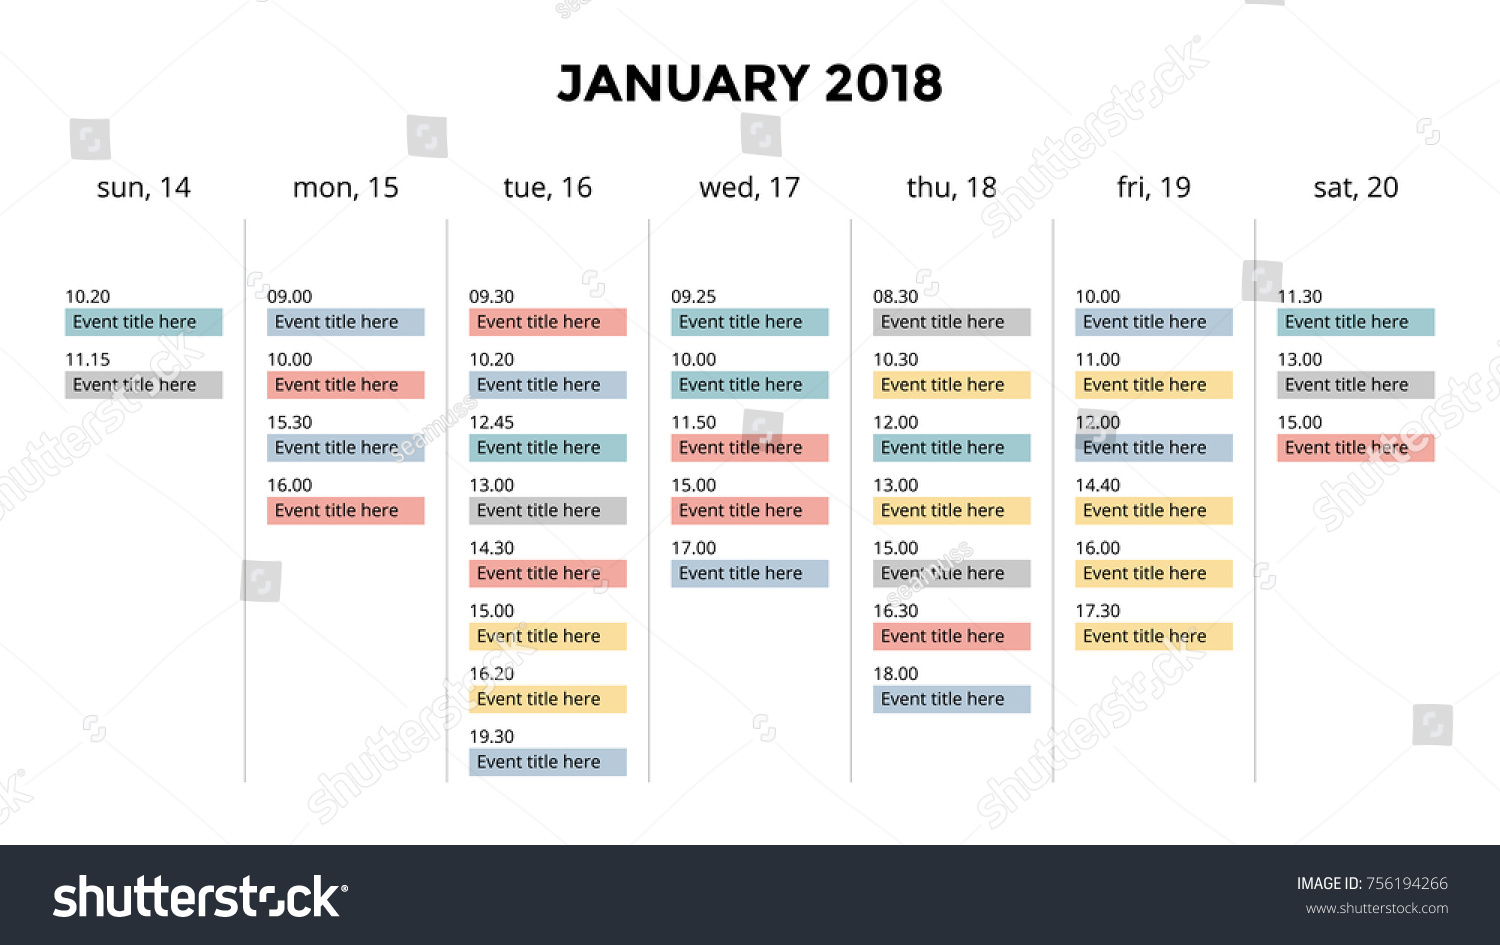 JANUARY 2018
sun, 14
mon, 15
tue, 16
wed, 17
thu, 18
fri, 19
sat, 20
10.20
Event title here
11.15
Event title here
09.00
Event title here
10.00
Event title here
15.30
Event title here
16.00
Event title here
09.30
Event title here
10.20
Event title here
12.45
Event title here
13.00
Event title here
14.30
Event title here
15.00
Event title here
16.20
Event title here
19.30
Event title here
09.25
Event title here
10.00
Event title here
11.50
Event title here
15.00
Event title here
17.00
Event title here
08.30
Event title here
10.30
Event title here
12.00
Event title here
13.00
Event title here
15.00
Event title here
16.30
Event title here
18.00
Event title here
10.00
Event title here
11.00
Event title here
12.00
Event title here
14.40
Event title here
16.00
Event title here
17.30
Event title here
11.30
Event title here
13.00
Event title here
15.00
Event title here
shutterstock
shutterstock
shutterstock
shutterstock
shutterstock
seamuss
seamuss
shutterstock®
IMAGE ID: 756194266
www.shutterstock.com